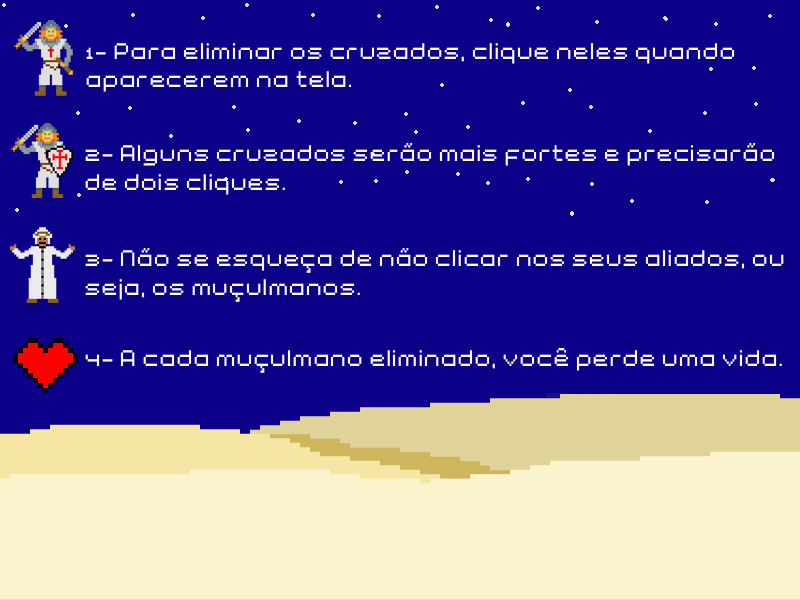 1- Para eliminar os cruzados, clique neles quando
aparecerem na tela.
2- Alguns cruzados serão mais fortes e precisarão
de dois cliques.
3- Não se esqueça de não clicar nos seus aliados, ou
seja, os muçulmanos.
4- A cada muçulmano eliminado, você perde uma vida.